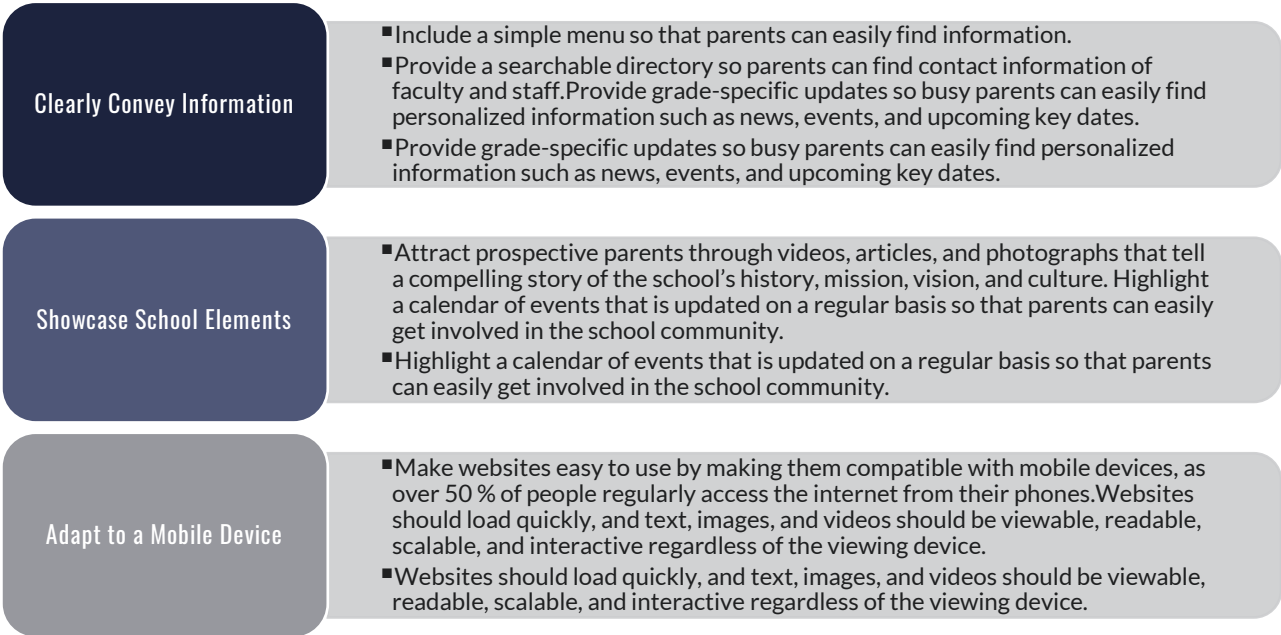 Clearly Convey Information
▪Include a simple menu so that parents can easily find information.
▪Provide a searchable directory so parents can find contact information of
faculty and staff.Provide grade-specific updates so busy parents can easily find
personalized information such as news, events, and upcoming key dates.
▪Provide grade-specific updates so busy parents can easily find personalized
information such as news, events, and upcoming key dates.
Showcase School Elements
▪Attract prospective parents through videos, articles, and photographs that tell
a compelling story of the school’s history, mission, vision, and culture. Highlight
a calendar of events that is updated on a regular basis so that parents can easily
get involved in the school community.
▪Highlight a calendar of events that is updated on a regular basis so that parents
can easily get involved in the school community.
Adapt to a Mobile Device
▪Make websites easy to use by making them compatible with mobile devices, as
over 50 % of people regularly access the internet from their phones.Websites
should load quickly, and text, images, and videos should be viewable, readable,
scalable, and interactive regardless of the viewing device.
▪Websites should load quickly, and text, images, and videos should be viewable,
readable, scalable, and interactive regardless of the viewing device.